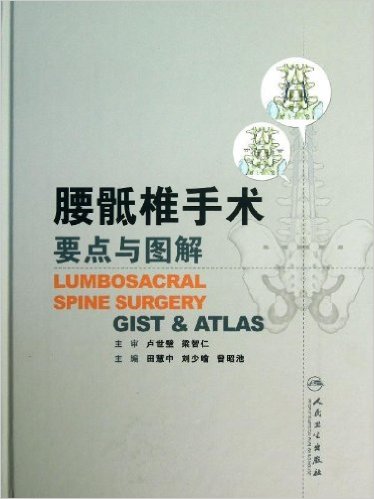 腰骶椎手术
要点与图解
LUMBOSACRAL
SPINE SURGERY
GIST & ATLAS
主审 卢世璧 梁智仁
主编 田慧中 刘少喻 曾昭池
人民卫生出版社